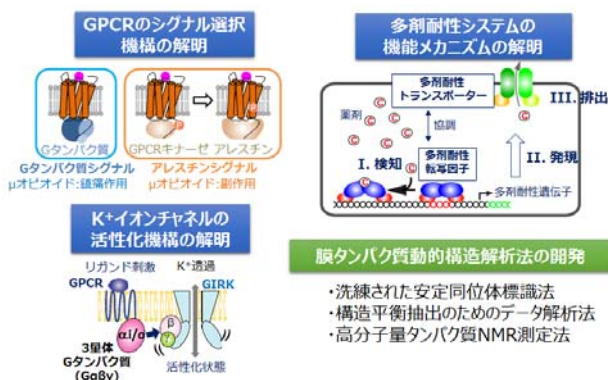 GPCRのシグナル選択
機構の解明
Gタンパク質
GPCRキナーゼ
アレスチン
Gタンパク質シグナル
μオピオイド:鎮痛作用
アレスチンシグナル
μオピオイド:副作用
K+イオンチャネルの
活性化機構の解明
リガンド刺激
GPCR
K+透過
GIRK
αi/o
β
γ
3量体
Gタンパク質
(Gαβγ)
活性化状態
多剤耐性システムの
機能メカニズムの解明
多剤耐性
トランスポーター
III. 排出
薬剤
C
C
C
C
C
C
協調
I. 検知
多剤耐性
転写因子
II. 発現
多剤耐性遺伝子
膜タンパク質動的構造解析法の開発
・洗練された安定同位体標識法
・構造平衡抽出のためのデータ解析法
・高分子量タンパク質NMR測定法